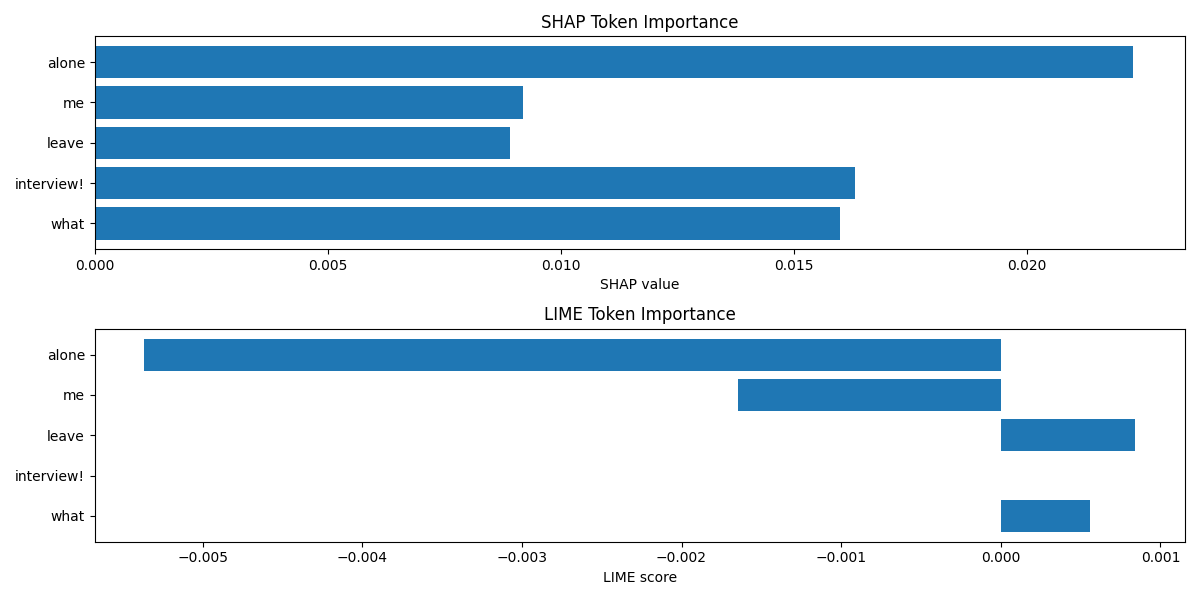 SHAP Token Importance
alone
me
leave
interview!
what
0.000 0.005 0.010 0.015 0.020
SHAP value
LIME Token Importance
alone
me
leave
interview!
what
−0.005 −0.004 −0.003 −0.002 −0.001 0.000 0.001
LIME score